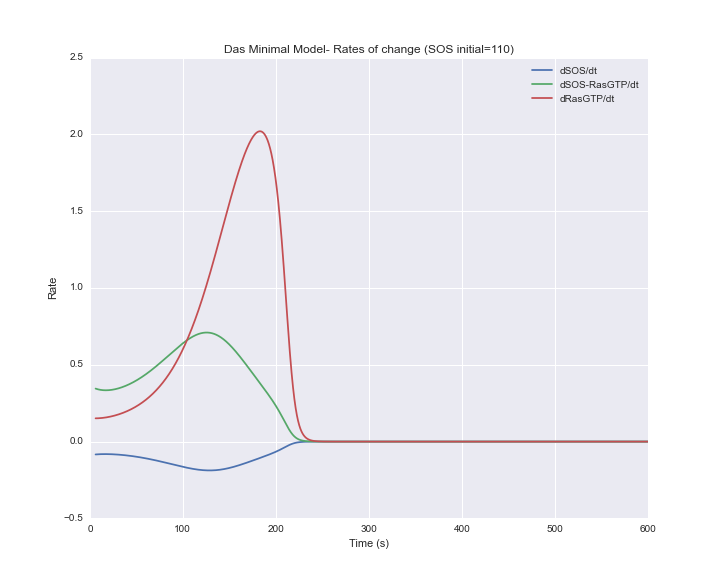 Das Minimal Model- Rates of change (SOS initial=110)
2.5
2.0
1.5
1.0
0.5
0.0
−0.5
Rate
dSOS/dt
dSOS-RasGTP/dt
dRasGTP/dt
0 100 200 300 400 500 600
Time (s)